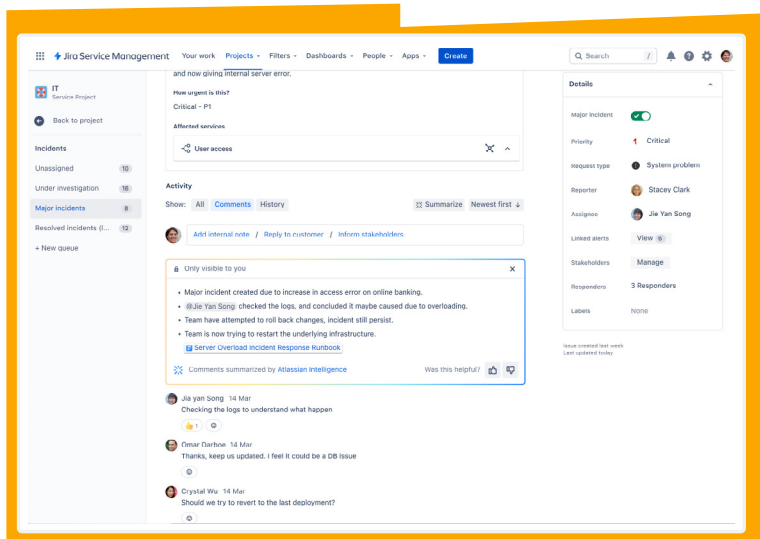 Jira Service Management Your work Projects Filters Dashboards People Apps Create Search /
IT
Service Project
Back to project
Incidents
Unassigned 10
Under investigation 16
Major incidents 8
Resolved incidents (I... 12
+ New queue
and now giving internal server error.
How urgent is this?
Critical - P1
Affected services
User access
Activity
Show: All Comments History Summarize Newest first ↓
Add internal note / Reply to customer / Inform stakeholders
Only visible to you
• Major incident created due to increase in access error on online banking.
• @Jie Yan Song checked the logs, and concluded it maybe caused due to overloading.
• Team have attempted to roll back changes, incident still persist.
• Team is now trying to restart the underlying infrastructure.
Server Overload Incident Response Runbook
Comments summarized by Atlassian Intelligence Was this helpful?
Jia yan Song 14 Mar
Checking the logs to understand what happen
1
Omar Darboe 14 Mar
Thanks, keep us updated. I feel it could be a DB issue
Crystal Wu 14 Mar
Should we try to revert to the last deployment?
Details
Major incident
Priority Critical
Request type System problem
Reporter Stacey Clark
Assignee Jie Yan Song
Linked alerts View 6
Stakeholders Manage
Responders 3 Responders
Labels None
Issue created last week
Last updated today